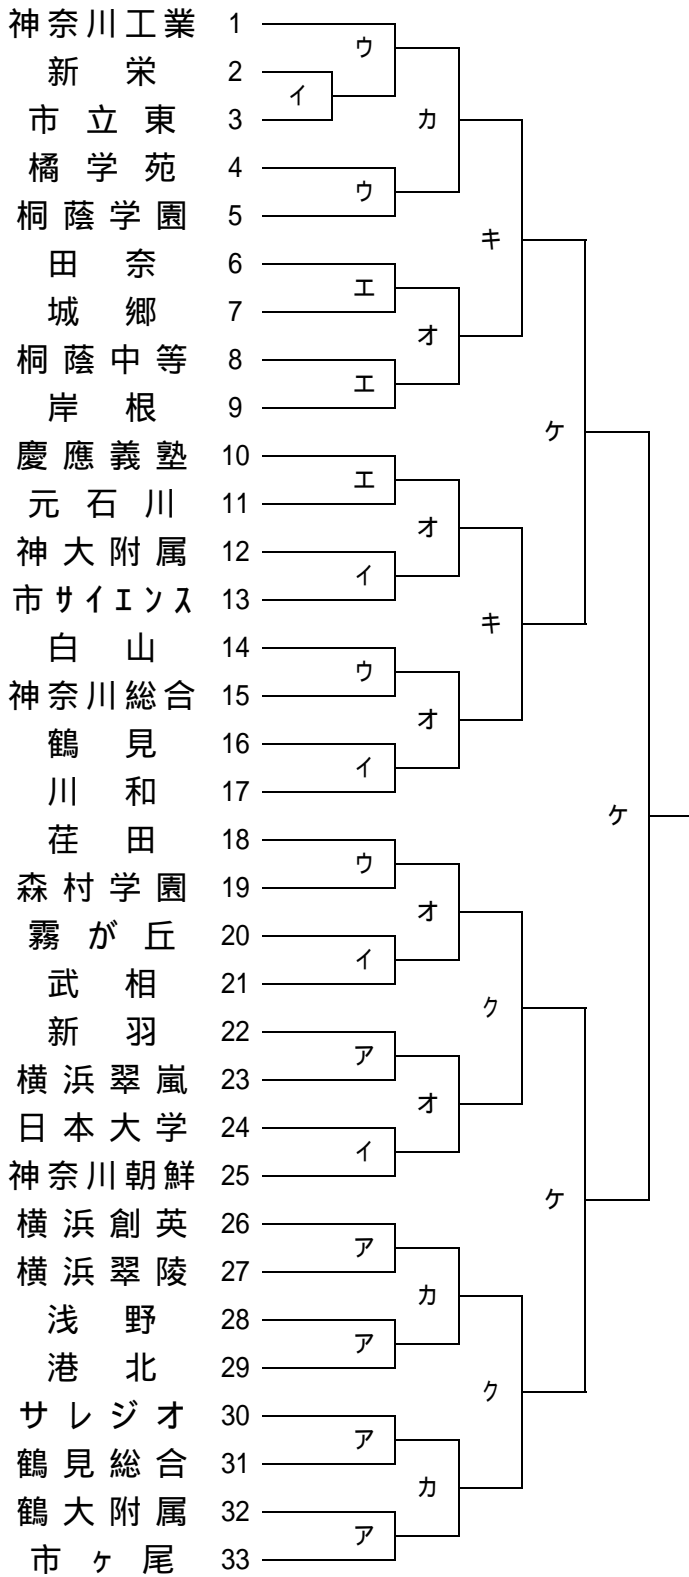 神奈川工業 1
ウ
新栄 2
イ
市立東 3
カ
橘学苑 4
ウ
桐蔭学園 5
キ
田奈 6
エ
城郷 7
オ
桐蔭中等 8
エ
岸根 9
ケ
慶應義塾 10
エ
元石川 11
オ
神大附属 12
イ
市サイエンス 13
キ
白山 14
ウ
神奈川総合 15
オ
鶴見 16
イ
川和 17
ケ
荏田 18
ウ
森村学園 19
オ
霧が丘 20
イ
武相 21
ク
新羽 22
ア
横浜翠嵐 23
オ
日本大学 24
イ
神奈川朝鮮 25
ケ
横浜創英 26
ア
横浜翠陵 27
カ
浅野 28
ア
港北 29
ク
サレジオ 30
ア
鶴見総合 31
カ
鶴大附属 32
ア
市ヶ尾 33